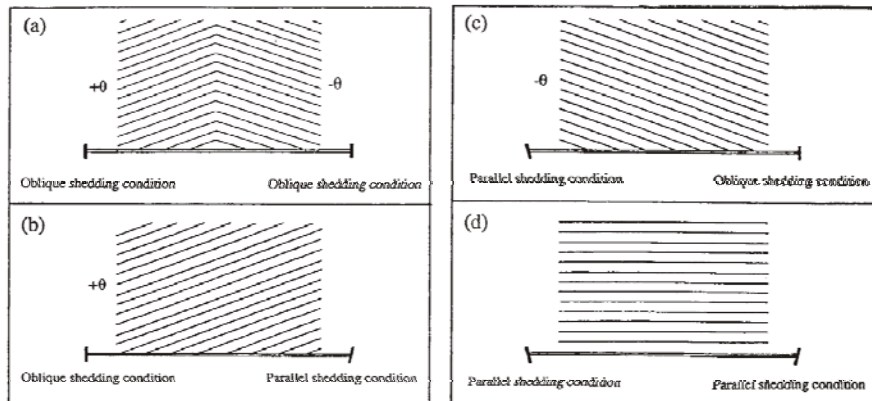 (a)
+θ
-θ
Oblique shedding condition
Oblique shedding condition
(b)
+θ
Oblique shedding condition
Parallel shedding condition
(c)
-θ
Parallel shedding condition
Oblique shedding condition
(d)
Parallel shedding condition
Parallel shedding condition